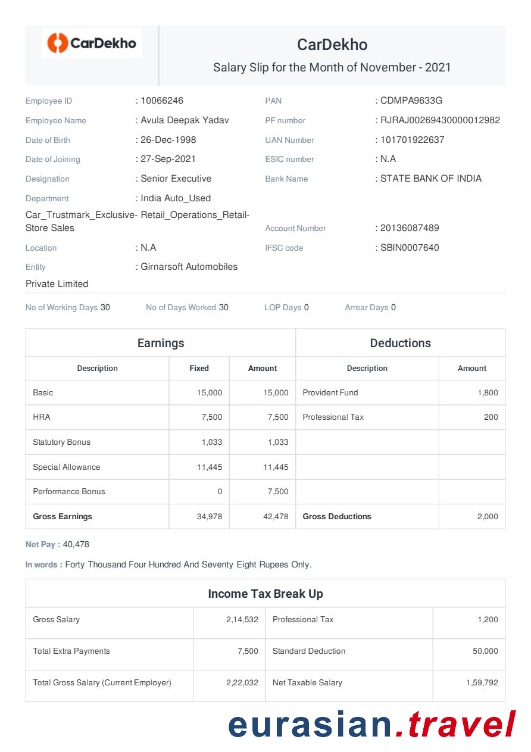 CarDekho
CarDekho
Salary Slip for the Month of November - 2021
Employee ID : 10066246 PAN : CDMPA9633G
Employee Name : Avula Deepak Yadav PF number : RJRAJ00269430000012982
Date of Birth : 26-Dec-1998 UAN Number : 101701922637
Date of Joining : 27-Sep-2021 ESIC number : N.A
Designation : Senior Executive Bank Name : STATE BANK OF INDIA
Department : India Auto_Used
Car_Trustmark_Exclusive- Retail_Operations_Retail-
Store Sales Account Number : 20136087489
Location : N.A IFSC code : SBIN0007640
Entity : Girnarsoft Automobiles
Private Limited
No of Working Days 30 No of Days Worked 30 LOP Days 0 Arrear Days 0
Earnings Deductions
Description Fixed Amount Description Amount
Basic 15,000 15,000 Provident Fund 1,800
HRA 7,500 7,500 Professional Tax 200
Statutory Bonus 1,033 1,033
Special Allowance 11,445 11,445
Performance Bonus 0 7,500
Gross Earnings 34,978 42,478 Gross Deductions 2,000
Net Pay : 40,478
In words : Forty Thousand Four Hundred And Seventy Eight Rupees Only.
Income Tax Break Up
Gross Salary 2,14,532 Professional Tax 1,200
Total Extra Payments 7,500 Standard Deduction 50,000
Total Gross Salary (Current Employer) 2,22,032 Net Taxable Salary 1,59,792
eurasian.travel